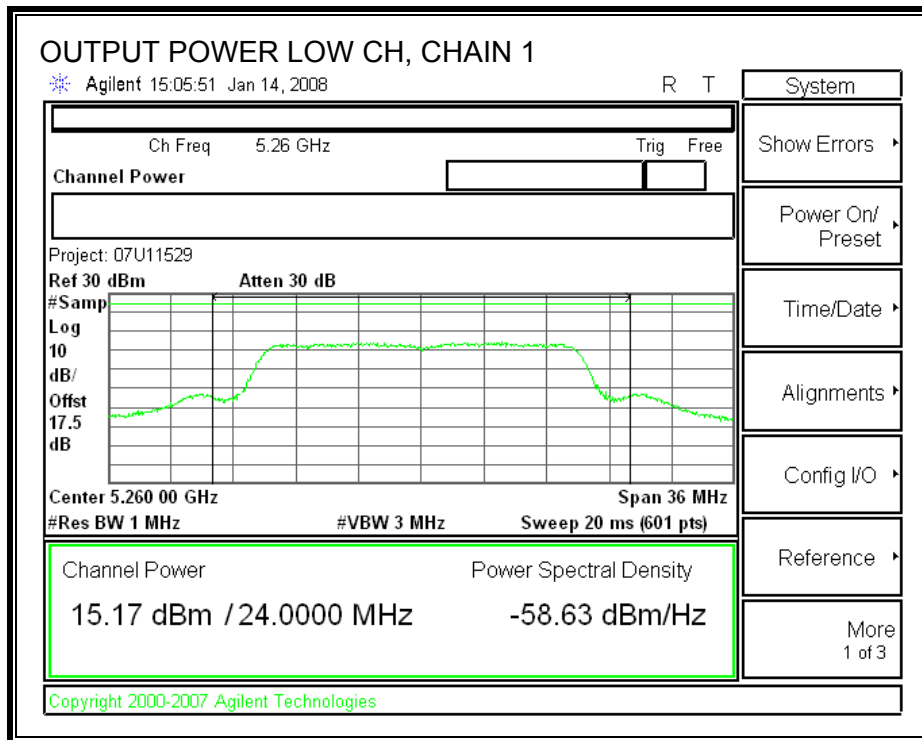 OUTPUT POWER LOW CH, CHAIN 1
Agilent 15:05:51 Jan 14, 2008 R T
System
Ch Freq 5.26 GHz Trig Free
Channel Power
Show Errors
Power On/
Preset
Project: 07U11529
Ref 30 dBm Atten 30 dB
#Samp
Log
10
dB/
Offst
17.5
dB
Time/Date
Alignments
Config I/O
Center 5.260 00 GHz Span 36 MHz
#Res BW 1 MHz #VBW 3 MHz Sweep 20 ms (601 pts)
Channel Power Power Spectral Density
15.17 dBm / 24.0000 MHz -58.63 dBm/Hz
Reference
More
1 of 3
Copyright 2000-2007 Agilent Technologies